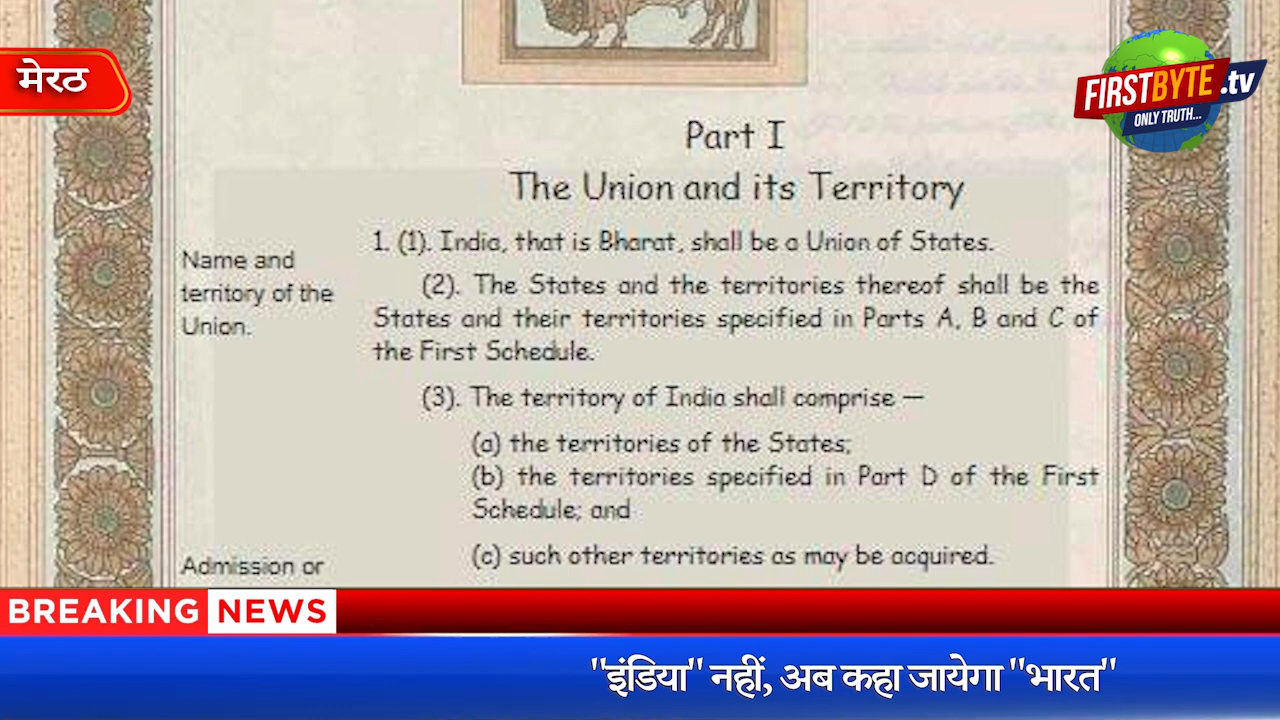 मेरठ
FIRSTBYTE.tv
ONLY TRUTH...
Part I
The Union and its Territory
Name and
territory of the
Union.
1. (1). India, that is Bharat, shall be a Union of States.
(2). The States and the territories thereof shall be the
States and their territories specified in Parts A, B and C of
the First Schedule.
(3). The territory of India shall comprise —
(a) the territories of the States;
(b) the territories specified in Part D of the First
Schedule; and
(c) such other territories as may be acquired.
Admission or
BREAKING NEWS
"इंडिया" नहीं, अब कहा जायेगा "भारत"